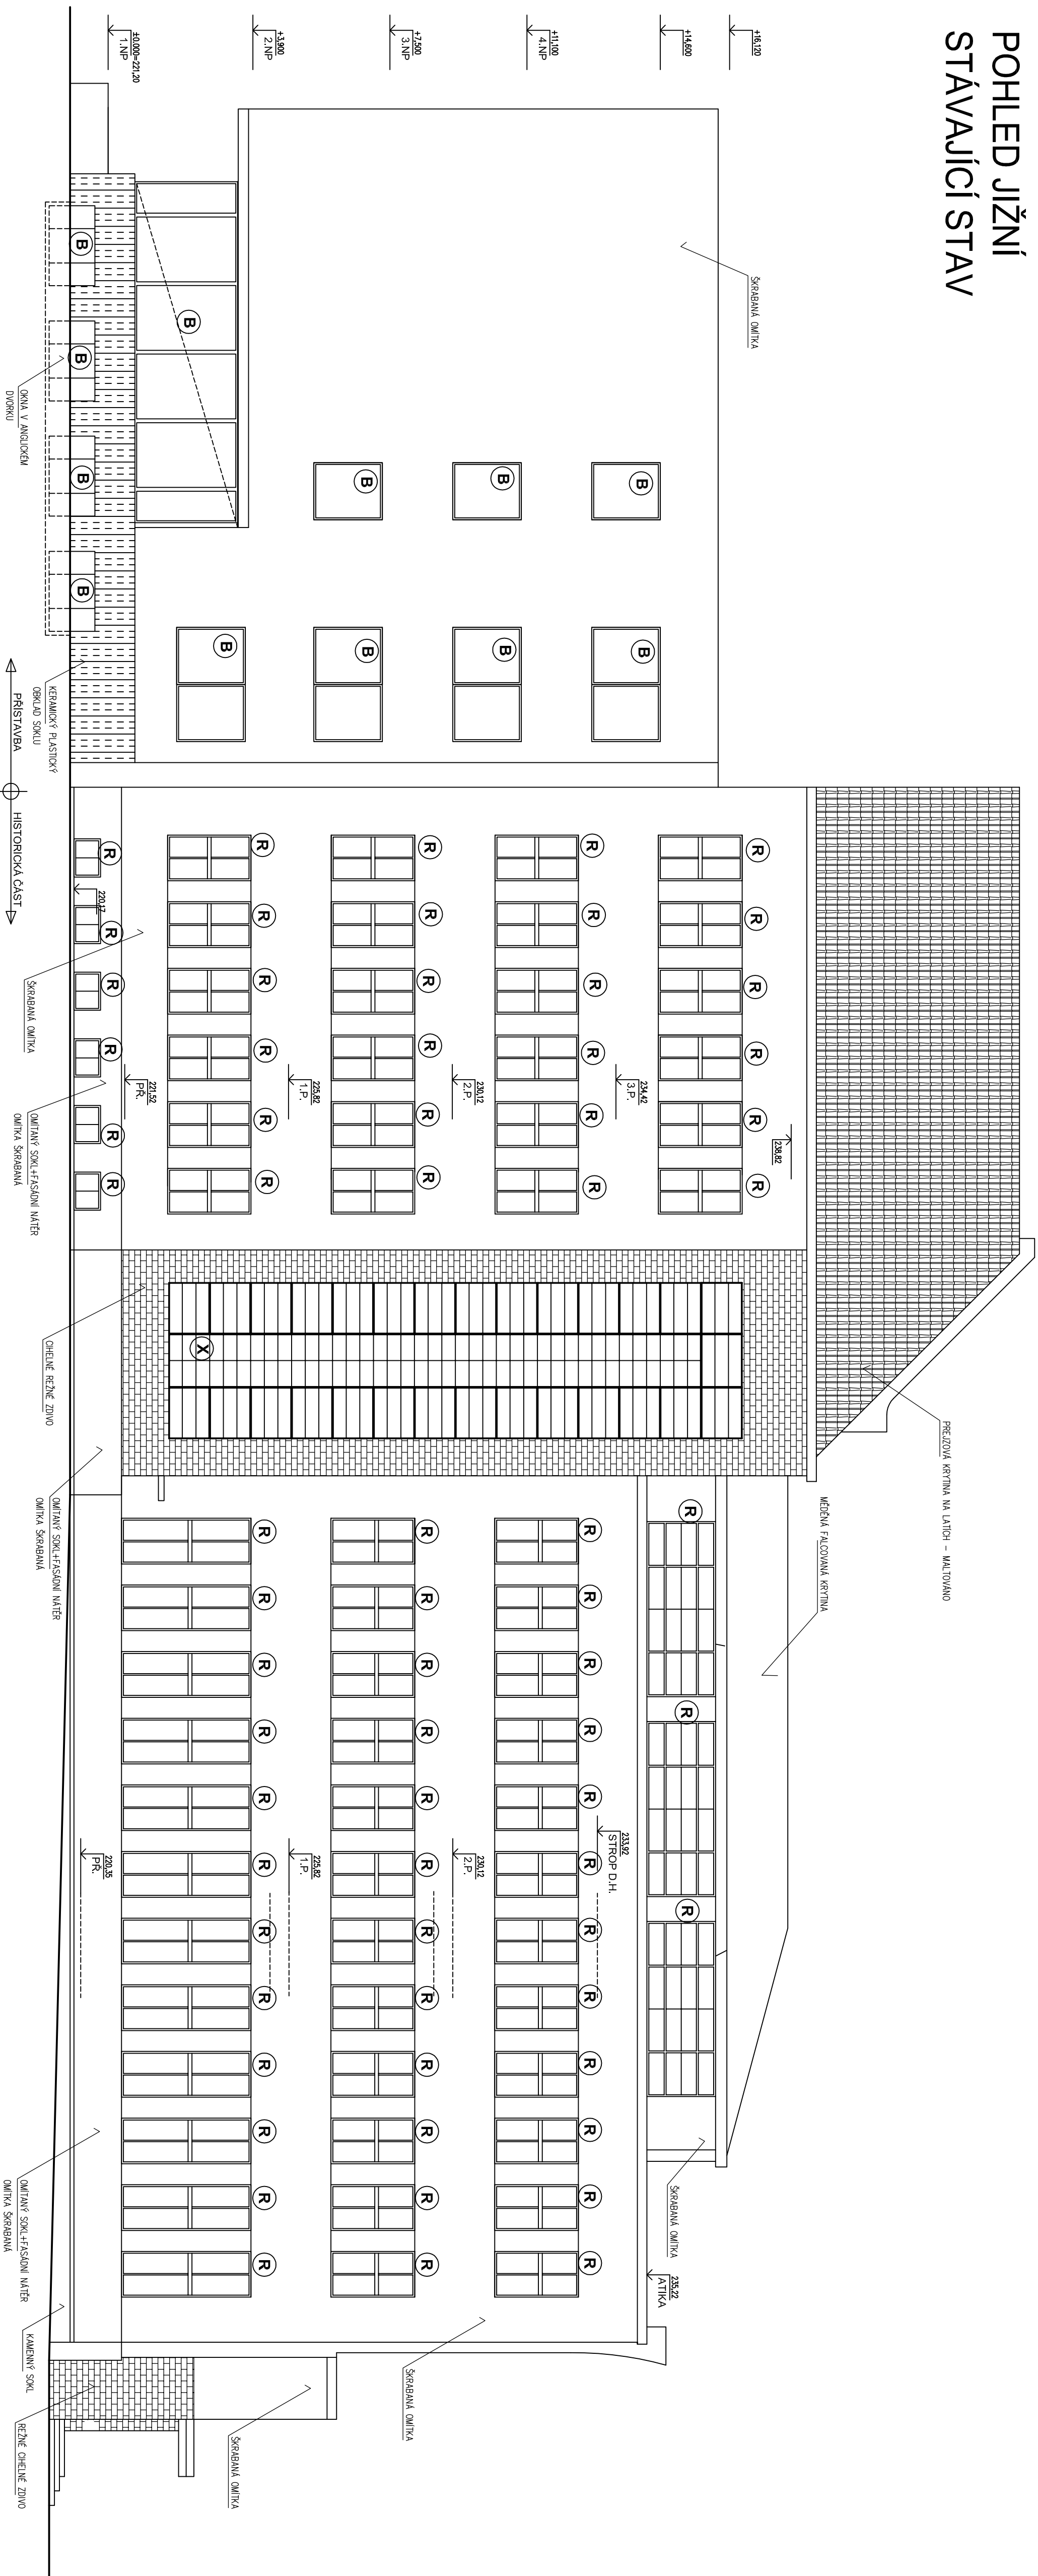 POHLED JIŽNÍ
STÁVAJÍCÍ STAV
+16,120
+14,600
+11,100
4.NP
+7,500
3.NP
+3,900
2.NP
±0.000=221,20
1.NP
ŠKRABANÁ OMÍTKA
B
B
B
B
B
B
B
B
B
B
B
B
OKNA V ANGLICKÉM
DVORKU
KERAMICKÝ PLASTICKÝ
OBKLAD SOKLU
PŘÍSTAVBA
HISTORICKÁ ČÁST
PREJZOVÁ KRYTINA NA LATÍCH – MALTOVÁNO
MĚDĚNÁ FALCOVANÁ KRYTINA
238,82
R R R R R R
234,42
3.P.
R R R R R R
230,12
2.P.
R R R R R R
225,82
1.P.
R R R R R R
221,52
PŘ.
R R R R R R
220,17
ŠKRABANÁ OMÍTKA
OMÍTANÝ SOKL+FASÁDNÍ NÁTĚR
OMÍTKA ŠKRABANÁ
X
CIHELNÉ REŽNÉ ZDIVO
OMÍTANÝ SOKL+FASÁDNÍ NÁTĚR
OMÍTKA ŠKRABANÁ
R R R
ŠKRABANÁ OMÍTKA
235,22
ATIKA
233,92
STROP D.H.
R R R R R R R R R R R R
230,12
2.P.
R R R R R R R R R R R R
225,82
1.P.
R R R R R R R R R R R R
220,35
PŘ.
ŠKRABANÁ OMÍTKA
ŠKRABANÁ OMÍTKA
OMÍTANÝ SOKL+FASÁDNÍ NÁTĚR
OMÍTKA ŠKRABANÁ
KAMENNÝ SOKL
REŽNÉ CIHELNÉ ZDIVO